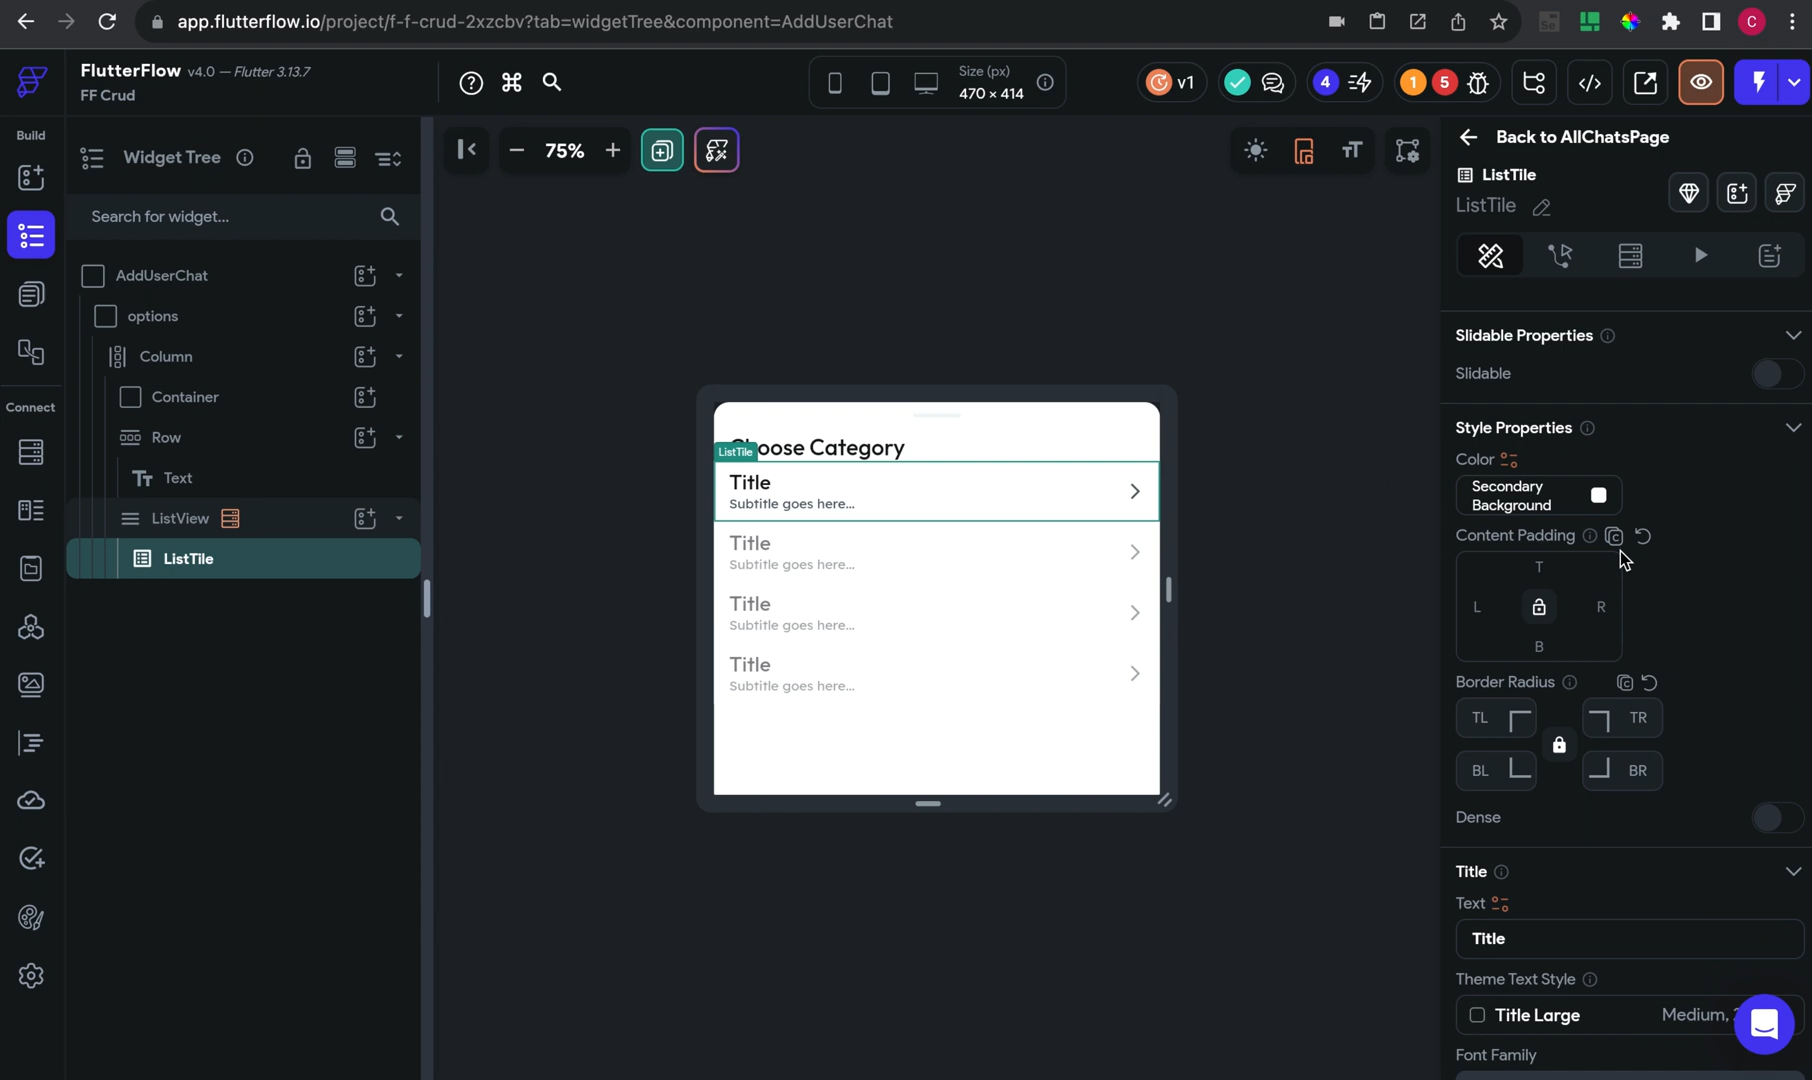 app.flutterflow.io/project/f-f-crud-2xzcbv?tab=widgetTree&component=AddUserChat
Se
C
FlutterFlow v4.0 — Flutter 3.13.7
FF Crud
Size (px)
470 × 414
v1
4
1
5
Build
Widget Tree
75%
Back to AllChatsPage
ListTile
ListTile
Search for widget...
AddUserChat
options
Column
Container
Row
Text
ListView
ListTile
Connect
Choose Category
ListTile
Title
Subtitle goes here...
Title
Subtitle goes here...
Title
Subtitle goes here...
Title
Subtitle goes here...
Slidable Properties
Slidable
Style Properties
Color
Secondary
Background
Content Padding
T
L
R
B
Border Radius
TL
TR
BL
BR
Dense
Title
Text
Title
Theme Text Style
Title Large
Medium,
Font Family